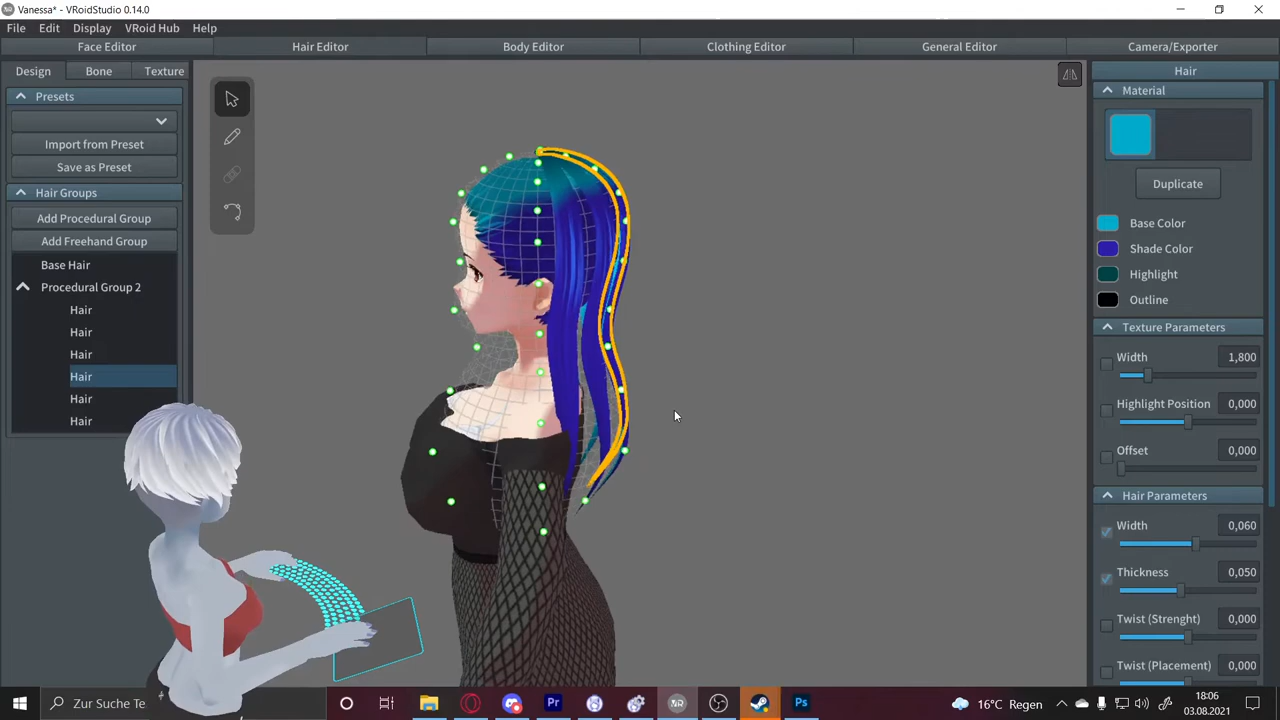 Vanessa* - VRoidStudio 0.14.0
File Edit Display VRoid Hub Help
Face Editor Hair Editor Body Editor Clothing Editor General Editor Camera/Exporter
Design Bone Texture
Presets
Import from Preset
Save as Preset
Hair Groups
Add Procedural Group
Add Freehand Group
Base Hair
Procedural Group 2
Hair
Hair
Hair
Hair
Hair
Hair
Hair
Material
Duplicate
Base Color
Shade Color
Highlight
Outline
Texture Parameters
Width 1,800
Highlight Position 0,000
Offset 0,000
Hair Parameters
Width 0,060
Thickness 0,050
Twist (Strenght) 0,000
Twist (Placement) 0,000
Zur Suche Te
Pr
Ps
16°C Regen
18:06
03.08.2021